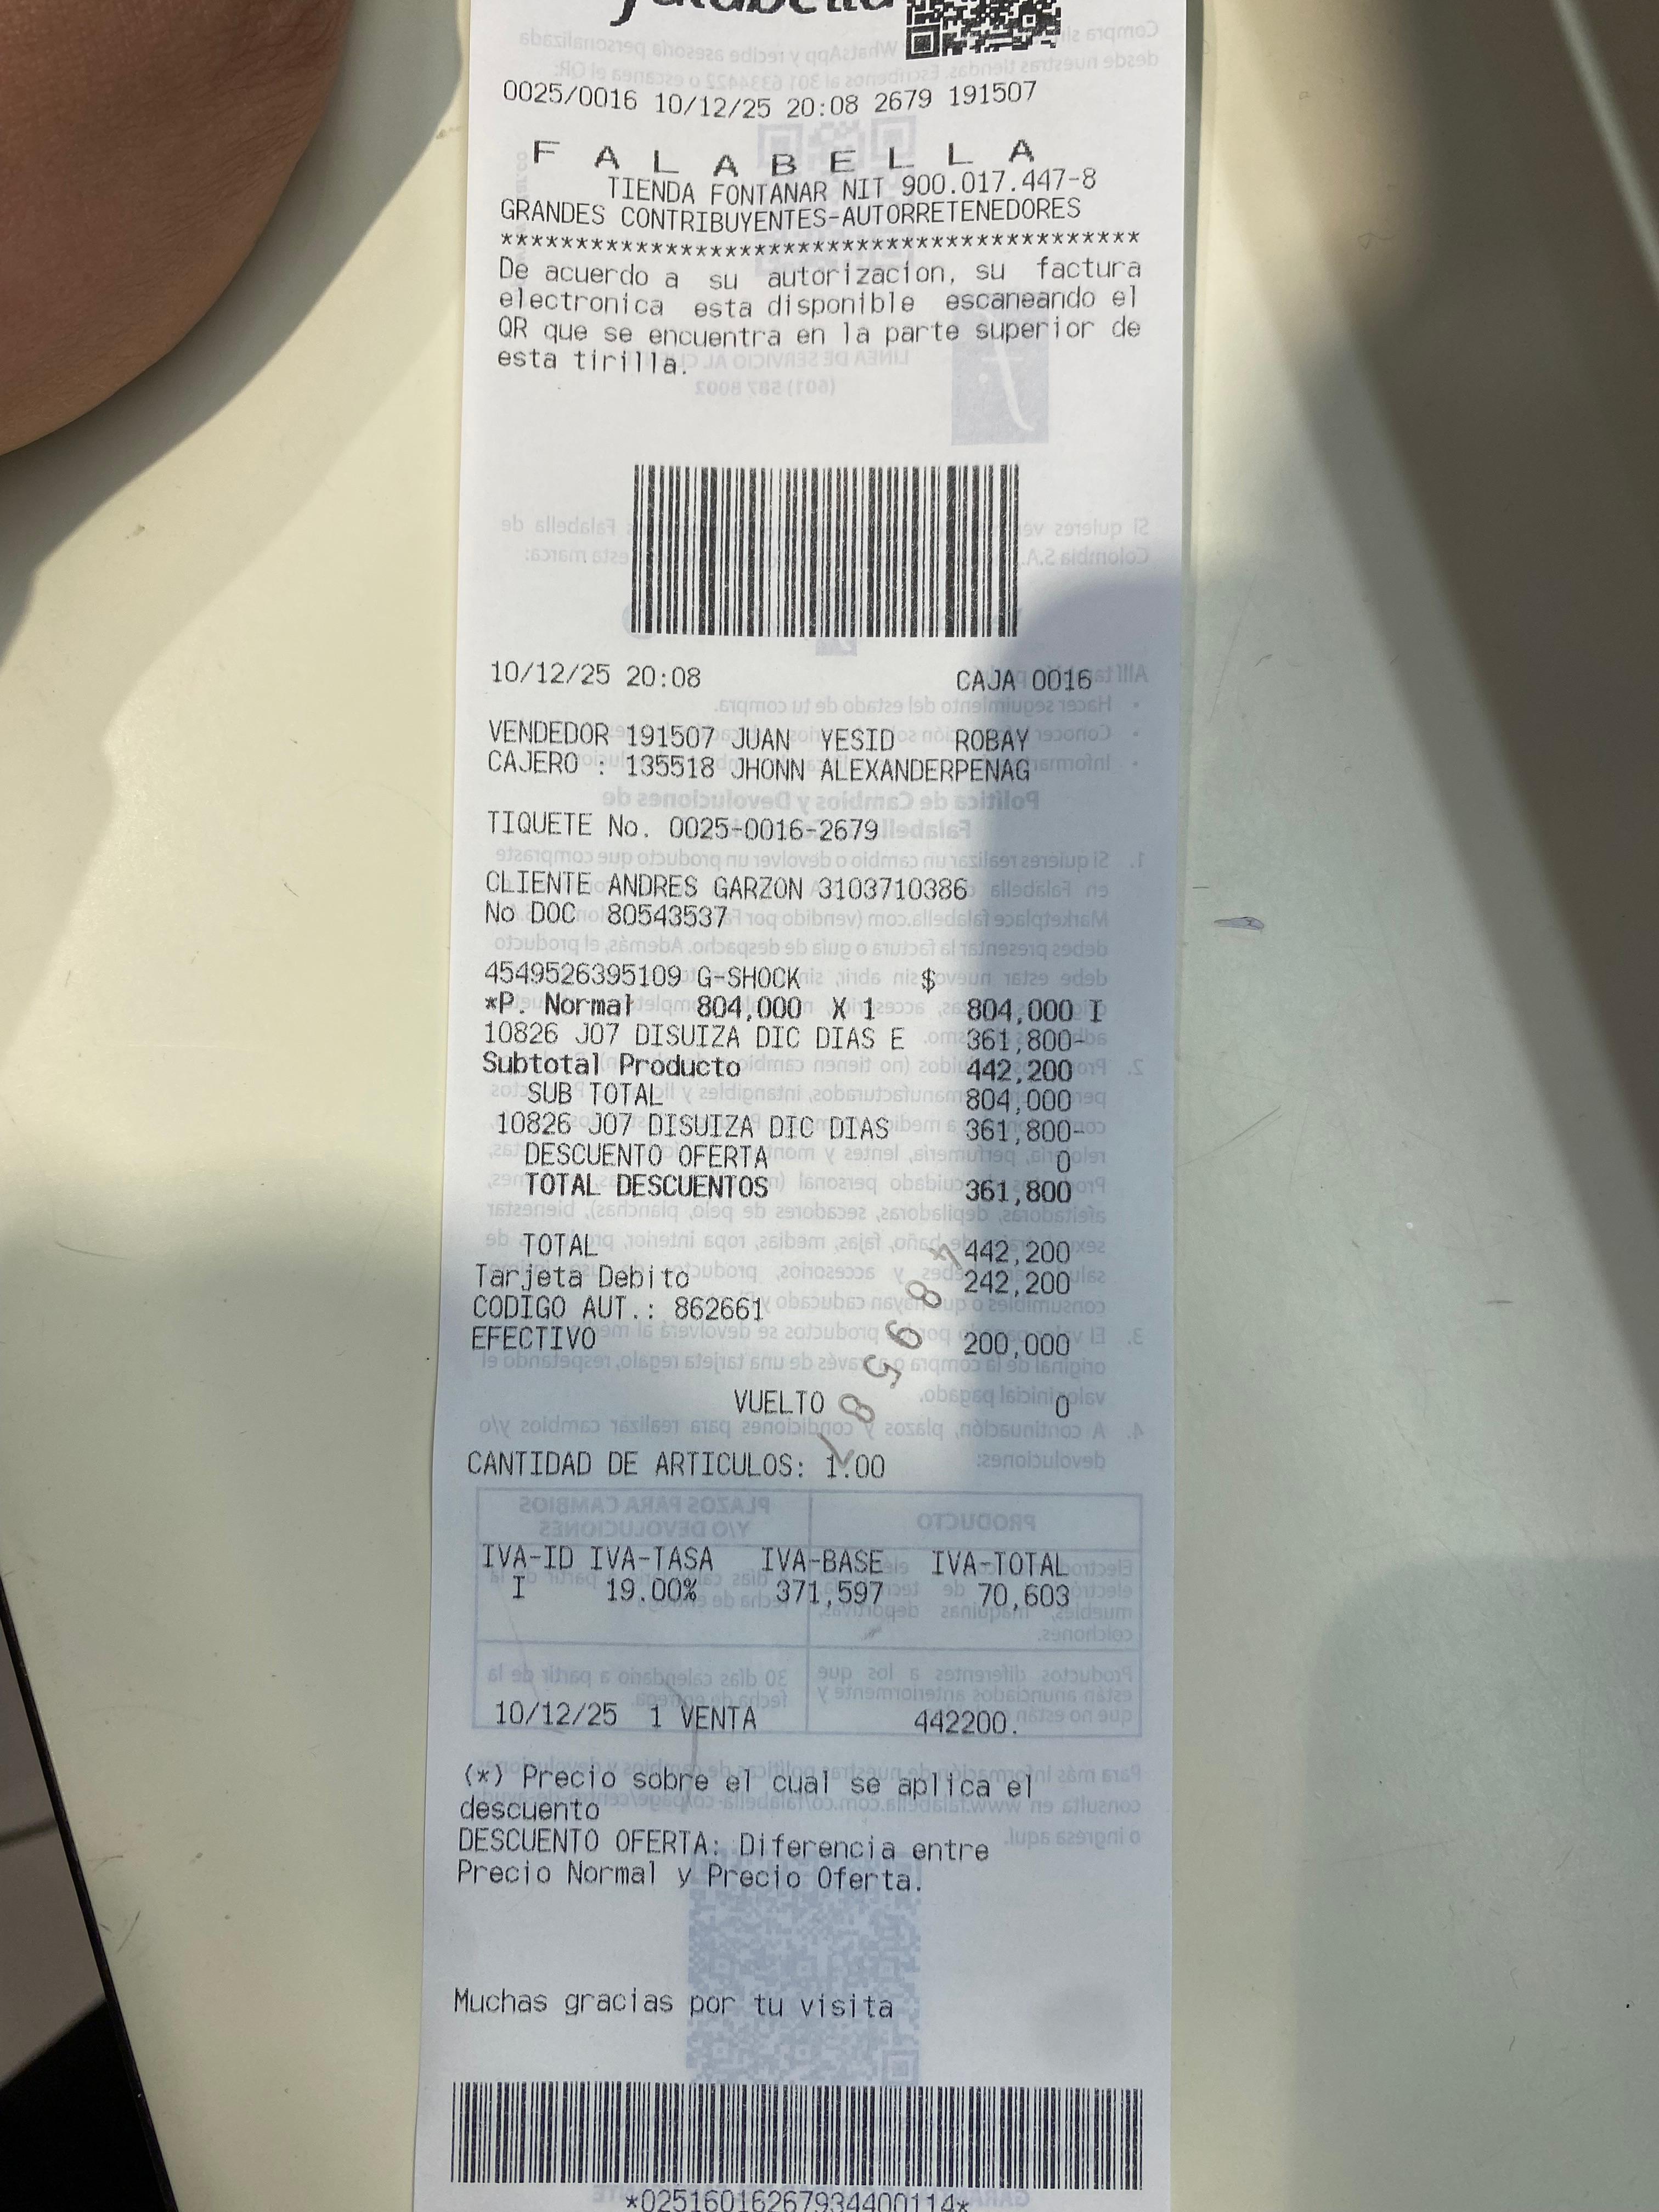 falabella
0025/0016 10/12/25 20:08 2679 191507
F A L A B E L L A
TIENDA FONTANAR NIT 900.017.447-8
GRANDES CONTRIBUYENTES-AUTORRETENEDORES
******************************************
De acuerdo a su autorizacion, su factura
electronica esta disponible escaneando el
QR que se encuentra en la parte superior de
esta tirilla.
10/12/25 20:08 CAJA 0016
VENDEDOR 191507 JUAN YESID ROBAY
CAJERO : 135518 JHONN ALEXANDERPENAG
TIQUETE No. 0025-0016-2679
CLIENTE ANDRES GARZON 3103710386
No DOC 80543537
4549526395109 G-SHOCK $
*P. Normal 804,000 X 1 804,000 I
10826 J07 DISUIZA DIC DIAS E 361,800-
Subtotal Producto 442,200
SUB TOTAL 804,000
10826 J07 DISUIZA DIC DIAS 361,800-
DESCUENTO OFERTA 0
TOTAL DESCUENTOS 361,800
TOTAL 442,200
Tarjeta Debito 242,200
CODIGO AUT.: 862661
EFECTIVO 200,000
VUELTO 0
CANTIDAD DE ARTICULOS: 1.00
IVA-ID IVA-TASA IVA-BASE IVA-TOTAL
I 19.00% 371,597 70,603
10/12/25 1 VENTA 442200.
(*) Precio sobre el cual se aplica el
descuento
DESCUENTO OFERTA: Diferencia entre
Precio Normal y Precio Oferta.
Muchas gracias por tu visita
*02516016267934400114*